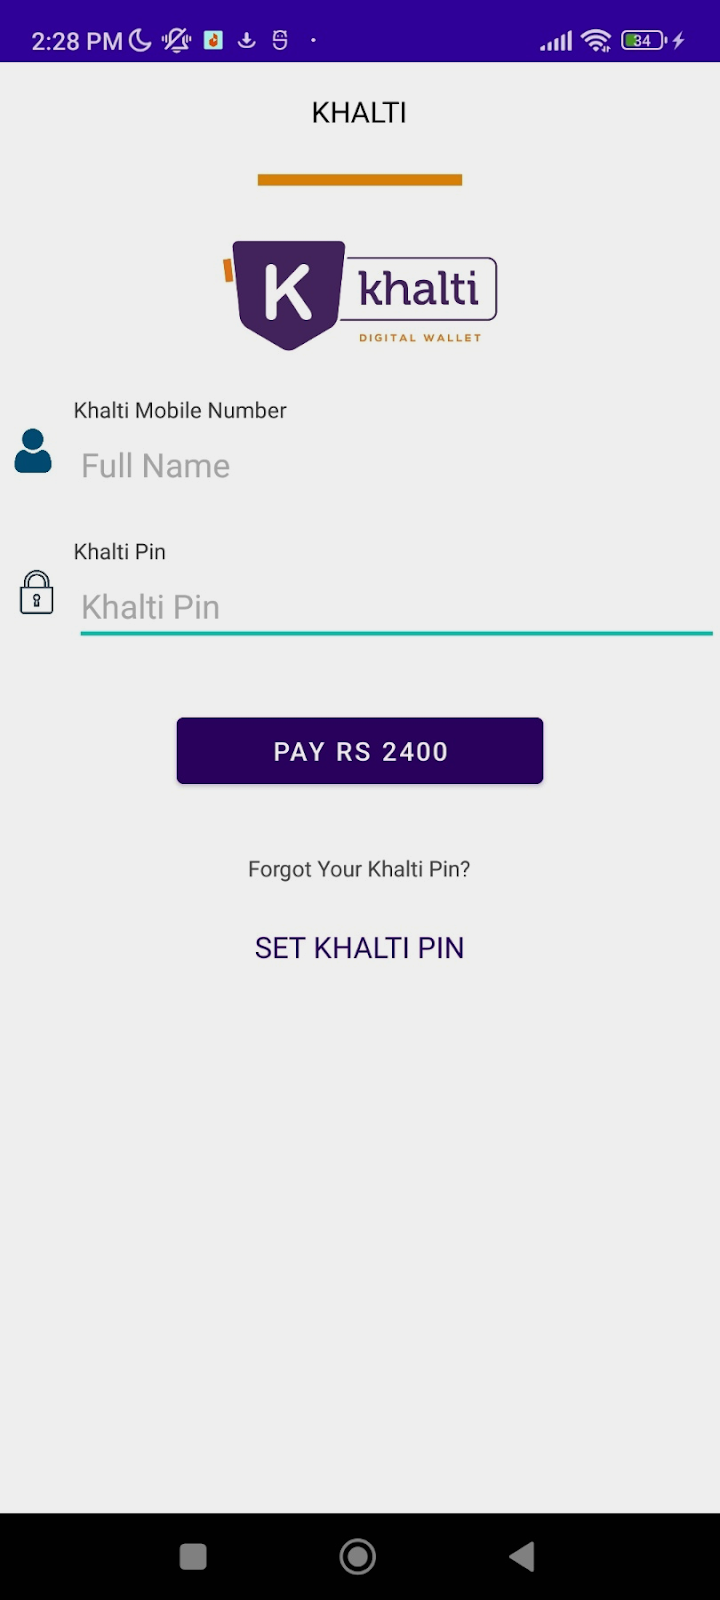 2:28 PM
34
KHALTI
K khalti
DIGITAL WALLET
Khalti Mobile Number
Full Name
Khalti Pin
Khalti Pin
PAY RS 2400
Forgot Your Khalti Pin?
SET KHALTI PIN